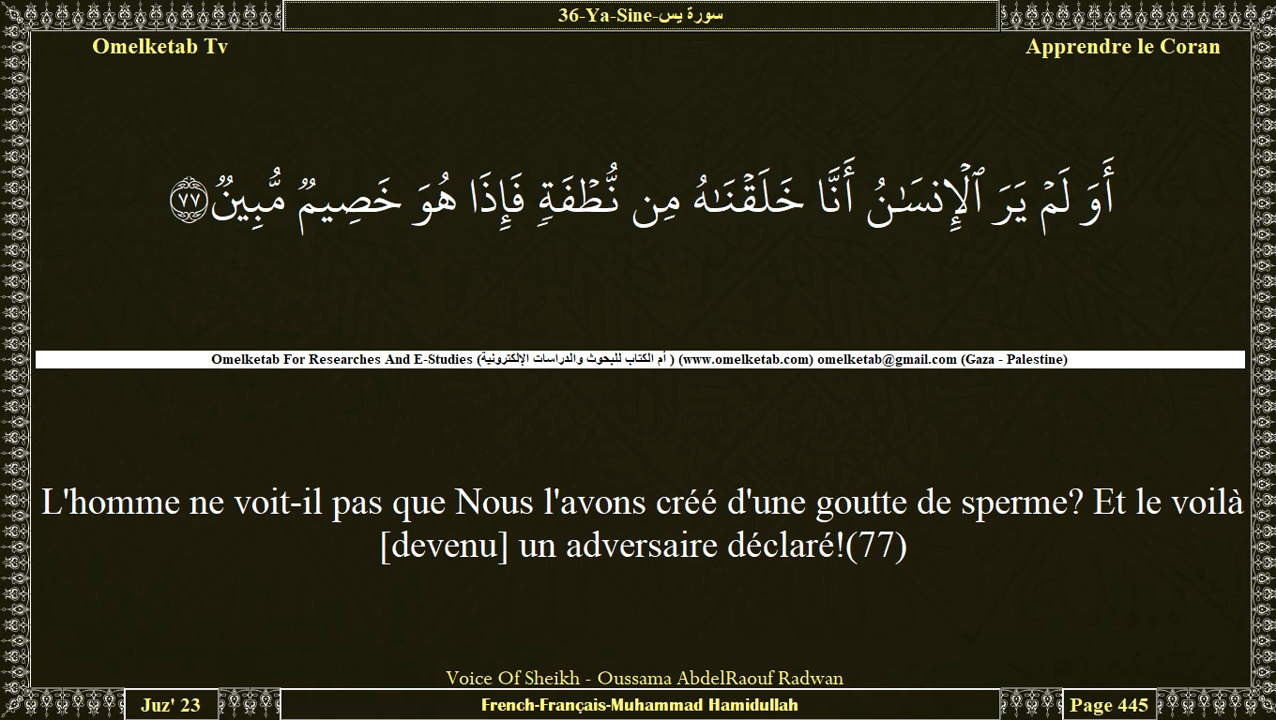 36-Ya-Sine-سورة يس
Omelketab Tv
Apprendre le Coran
أَوَ لَمْ يَرَ ٱلْإِنسَـٰنُ أَنَّا خَلَقْنَـٰهُ مِن نُّطْفَةٍۢ فَإِذَا هُوَ خَصِيمٌۭ مُّبِينٌۭ ٧٧
Omelketab For Researches And E-Studies (أم الكتاب للبحوث والدراسات الإلكترونية ) (www.omelketab.com) omelketab@gmail.com (Gaza - Palestine)
L'homme ne voit-il pas que Nous l'avons créé d'une goutte de sperme? Et le voilà
[devenu] un adversaire déclaré!(77)
Voice Of Sheikh - Oussama AbdelRaouf Radwan
Juz' 23
French-Français-Muhammad Hamidullah
Page 445